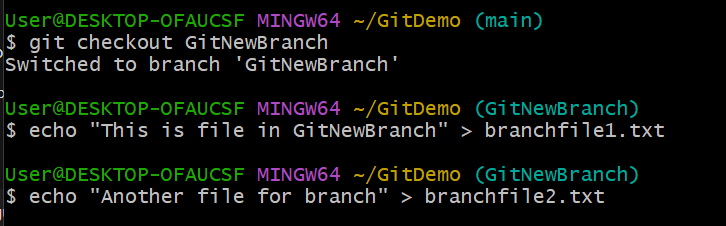 User@DESKTOP-OFAUCSF MINGW64 ~/GitDemo (main)
$ git checkout GitNewBranch
Switched to branch 'GitNewBranch'
User@DESKTOP-OFAUCSF MINGW64 ~/GitDemo (GitNewBranch)
$ echo "This is file in GitNewBranch" > branchfile1.txt
User@DESKTOP-OFAUCSF MINGW64 ~/GitDemo (GitNewBranch)
$ echo "Another file for branch" > branchfile2.txt